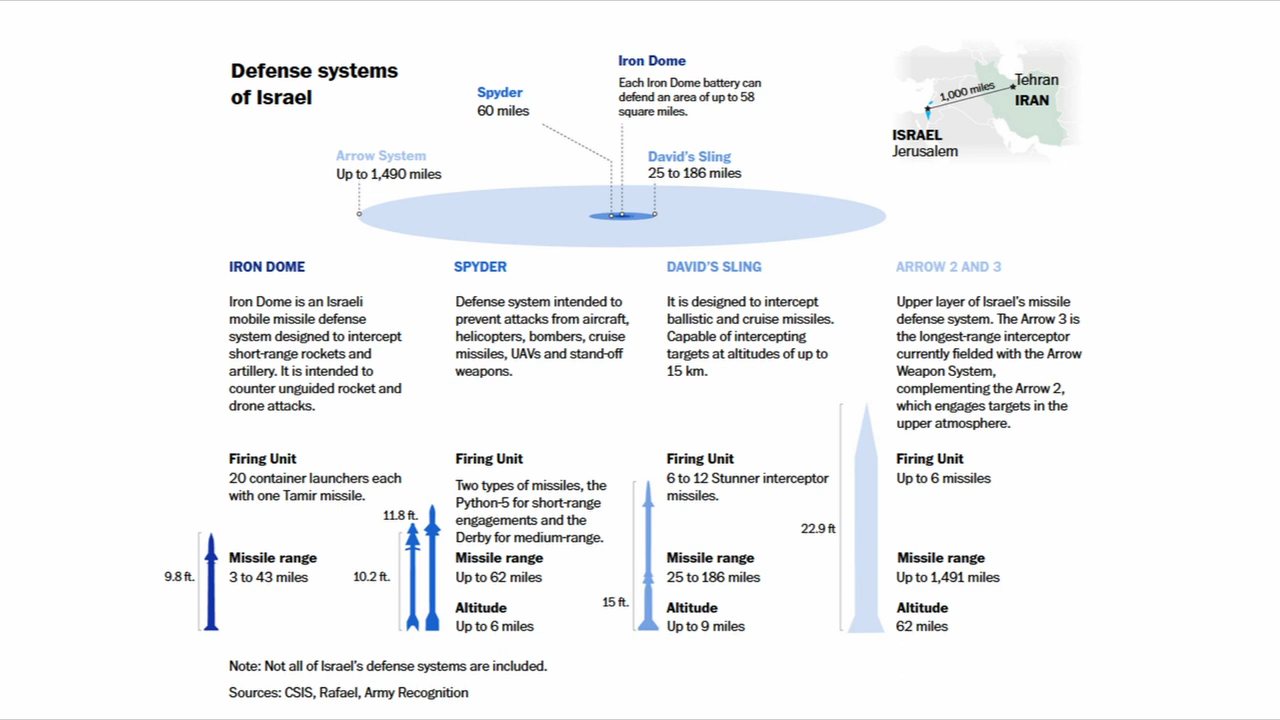 Defense systems
of Israel
Spyder
60 miles
Iron Dome
Each Iron Dome battery can
defend an area of up to 58
square miles.
Arrow System
Up to 1,490 miles
David's Sling
25 to 186 miles
1,000 miles
Tehran
IRAN
ISRAEL
Jerusalem
IRON DOME
Iron Dome is an Israeli
mobile missile defense
system designed to intercept
short-range rockets and
artillery. It is intended to
counter unguided rocket and
drone attacks.
Firing Unit
20 container launchers each
with one Tamir missile.
9.8 ft.
Missile range
3 to 43 miles
SPYDER
Defense system intended to
prevent attacks from aircraft,
helicopters, bombers, cruise
missiles, UAVs and stand-off
weapons.
Firing Unit
Two types of missiles, the
Python-5 for short-range
engagements and the
Derby for medium-range.
11.8 ft.
10.2 ft.
Missile range
Up to 62 miles
Altitude
Up to 6 miles
DAVID'S SLING
It is designed to intercept
ballistic and cruise missiles.
Capable of intercepting
targets at altitudes of up to
15 km.
Firing Unit
6 to 12 Stunner interceptor
missiles.
15 ft.
Missile range
25 to 186 miles
Altitude
Up to 9 miles
ARROW 2 AND 3
Upper layer of Israel's missile
defense system. The Arrow 3 is
the longest-range interceptor
currently fielded with the Arrow
Weapon System,
complementing the Arrow 2,
which engages targets in the
upper atmosphere.
Firing Unit
Up to 6 missiles
22.9 ft
Missile range
Up to 1,491 miles
Altitude
62 miles
Note: Not all of Israel's defense systems are included.
Sources: CSIS, Rafael, Army Recognition